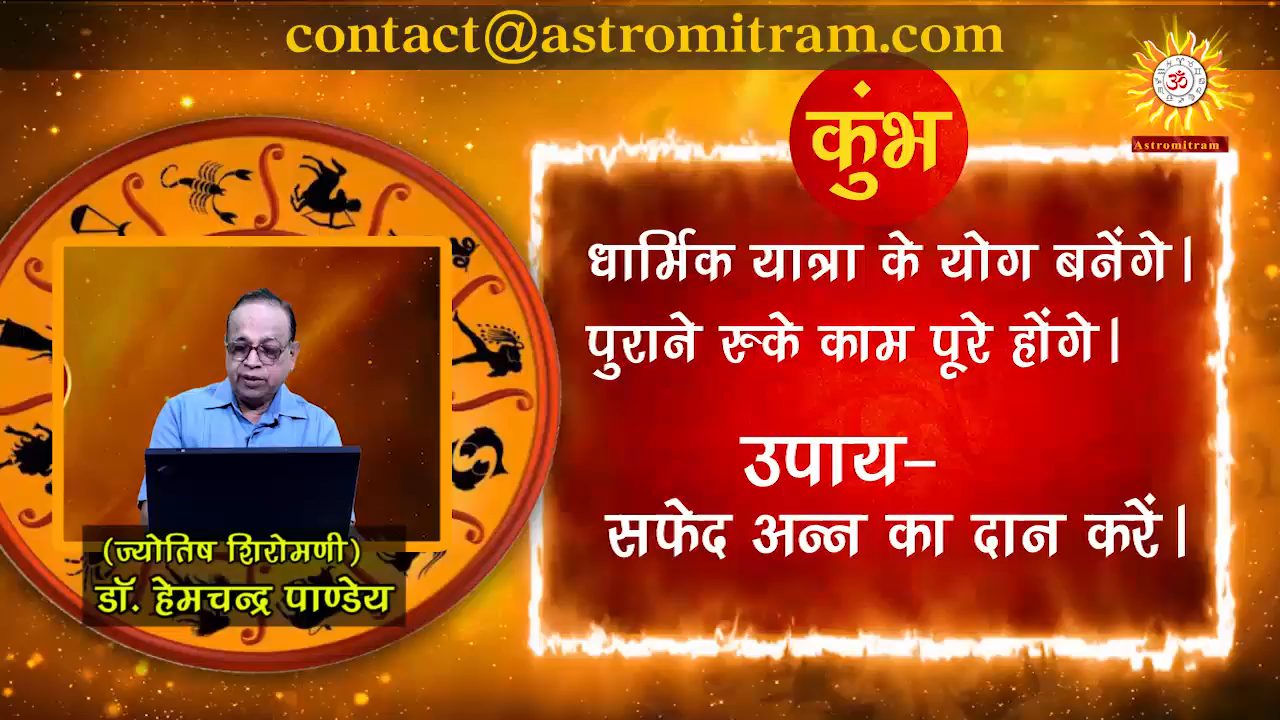 contact@astromitram.com
Astromitram
कुंभ
धार्मिक यात्रा के योग बनेंगे।
पुराने रूके काम पूरे होंगे।
उपाय-
सफेद अन्न का दान करें।
(ज्योतिष शिरोमणी)
डॉ. हेमचन्द्र पाण्डेय